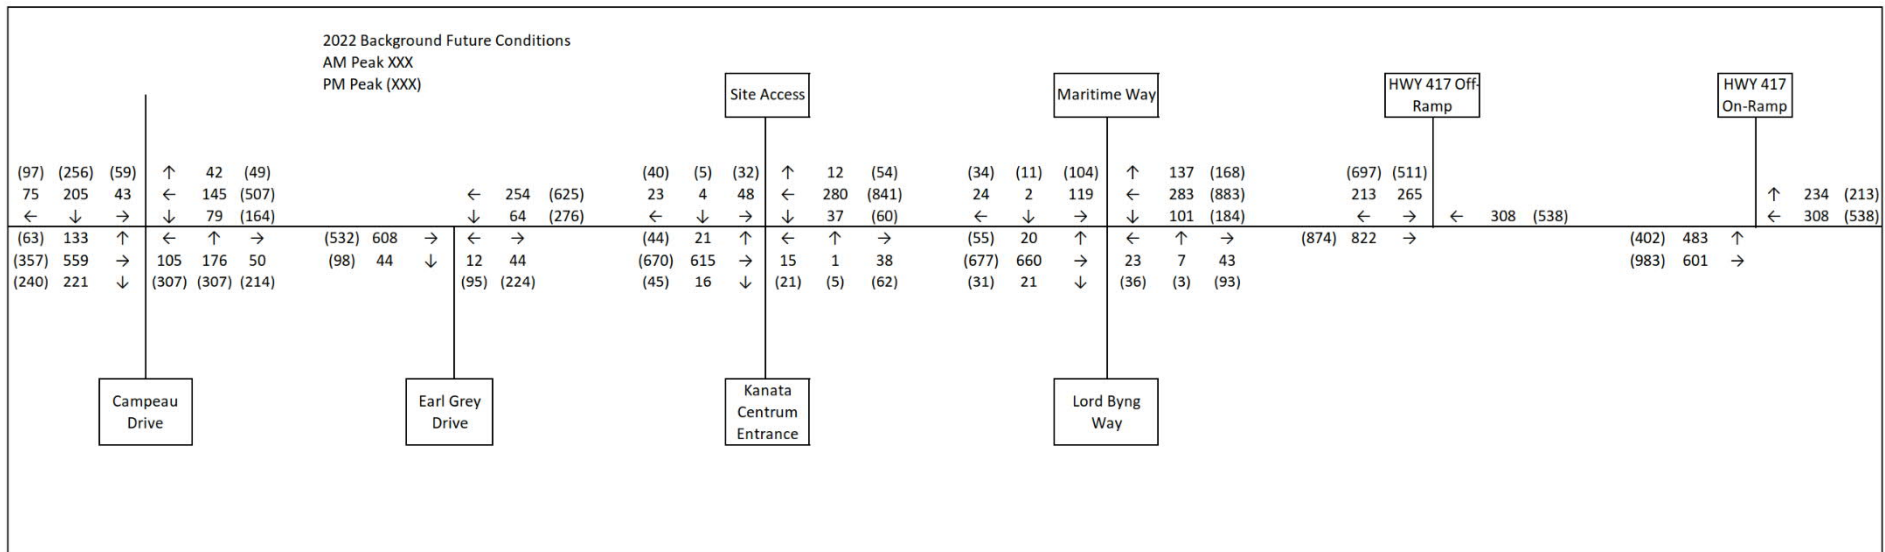 2022 Background Future Conditions
AM Peak XXX
PM Peak (XXX)
Site Access
Maritime Way
HWY 417 Off-
Ramp
HWY 417
On-Ramp
(97) (256) (59) ↑ 42 (49)
75 205 43 ← 145 (507)
← ↓ → ↓ 79 (164)
(63) 133 ↑ ← ↑ →
(357) 559 → 105 176 50
(240) 221 ↓ (307) (307) (214)
← 254 (625)
↓ 64 (276)
(532) 608 → ← →
(98) 44 ↓ 12 44
(95) (224)
(40) (5) (32) ↑ 12 (54)
23 4 48 ← 280 (841)
← ↓ → ↓ 37 (60)
(44) 21 ↑ ← ↑ →
(670) 615 → 15 1 38
(45) 16 ↓ (21) (5) (62)
(34) (11) (104) ↑ 137 (168)
24 2 119 ← 283 (883)
← ↓ → ↓ 101 (184)
(55) 20 ↑ ← ↑ →
(677) 660 → 23 7 43
(31) 21 ↓ (36) (3) (93)
(697) (511)
213 265
← → ← 308 (538)
(874) 822 →
↑ 234 (213)
← 308 (538)
(402) 483 ↑
(983) 601 →
Campeau
Drive
Earl Grey
Drive
Kanata
Centrum
Entrance
Lord Byng
Way